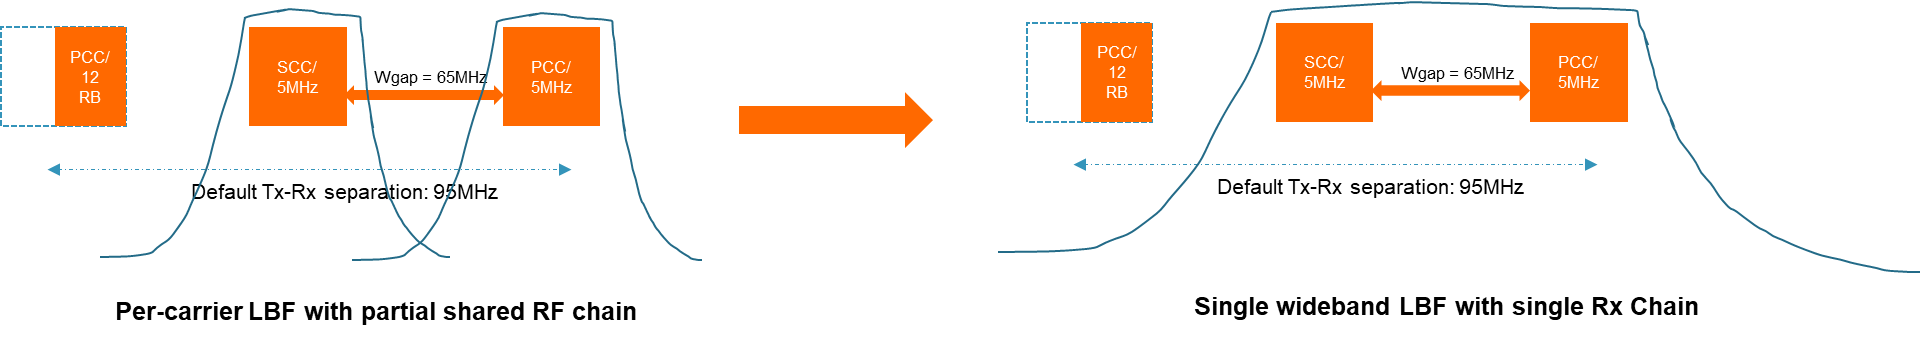 PCC/
12
RB
SCC/
5MHz
Wgap = 65MHz
PCC/
5MHz
Default Tx-Rx separation: 95MHz
Per-carrier LBF with partial shared RF chain
PCC/
12
RB
SCC/
5MHz
Wgap = 65MHz
PCC/
5MHz
Default Tx-Rx separation: 95MHz
Single wideband LBF with single Rx Chain